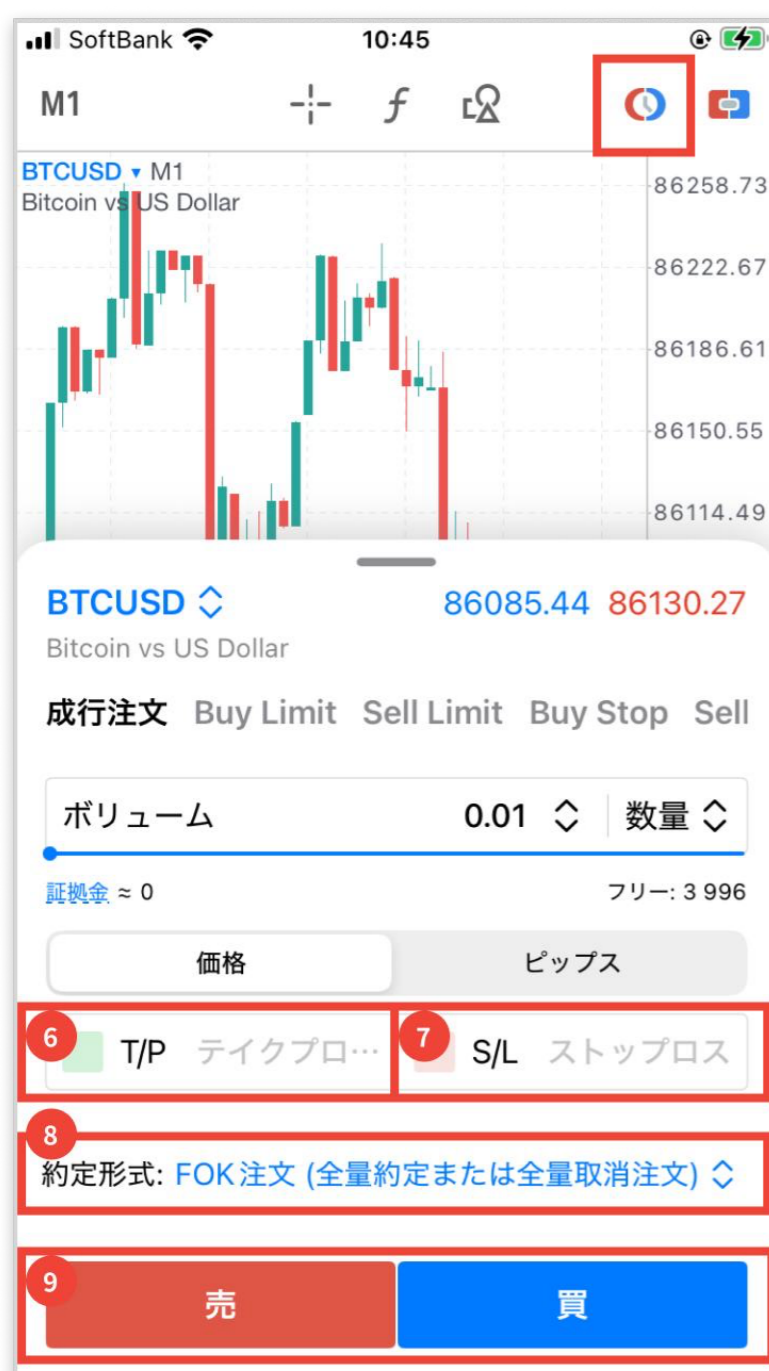 SoftBank 10:45
M1 f
BTCUSD ▾ M1
Bitcoin vs US Dollar
86258.73
86222.67
86186.61
86150.55
86114.49
BTCUSD 86085.44 86130.27
Bitcoin vs US Dollar
成行注文 Buy Limit Sell Limit Buy Stop Sell
ボリューム 0.01 数量
証拠金 ≈ 0 フリー: 3 996
価格 ピップス
6 T/P テイクプロ… 7 S/L ストップロス
8
約定形式: FOK注文 (全量約定または全量取消注文)
9 売 買